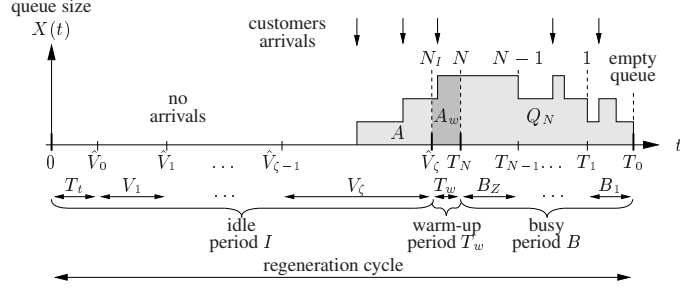 queue size
X(t)
customers
arrivals
N_I N N − 1 1 empty
queue
no
arrivals
A A_w Q_N
0 V̂_0 V̂_1 . . . V̂_{ζ−1} V̂_ζ T_N T_{N−1} . . . T_1 T_0 t
T_t V_1 . . . V_ζ T_w B_Z . . . B_1
idle
period I
warm-up
period T_w
busy
period B
regeneration cycle